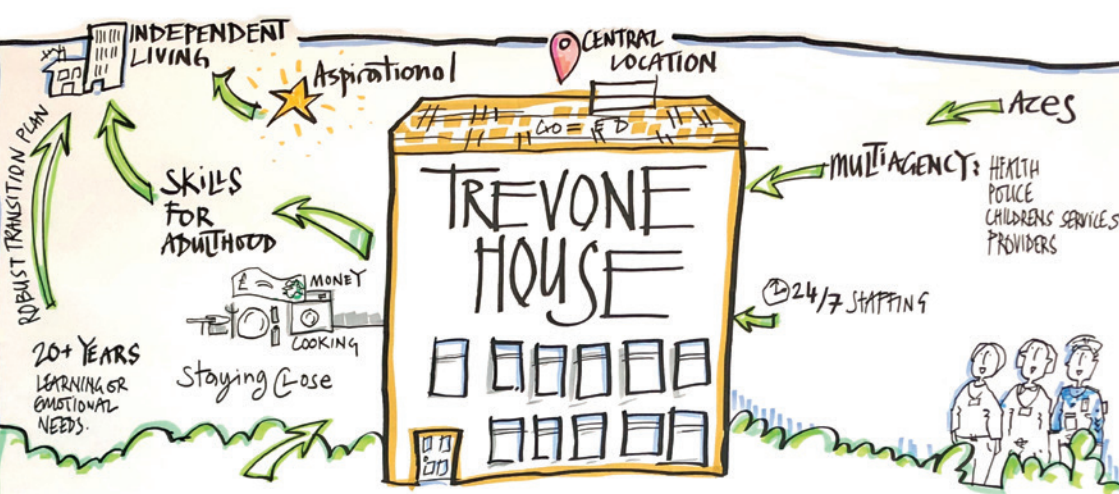 INDEPENDENT
LIVING
Aspirational
CENTRAL
LOCATION
ACES
MULTIAGENCY:
HEALTH
POLICE
CHILDRENS SERVICES
PROVIDERS
24/7 STAFFING
TREVONE
HOUSE
SKILLS
FOR
ADULTHOOD
£
MONEY
COOKING
Staying Close
ROBUST TRANSITION PLAN
20+ YEARS
LEARNING OR
EMOTIONAL
NEEDS.